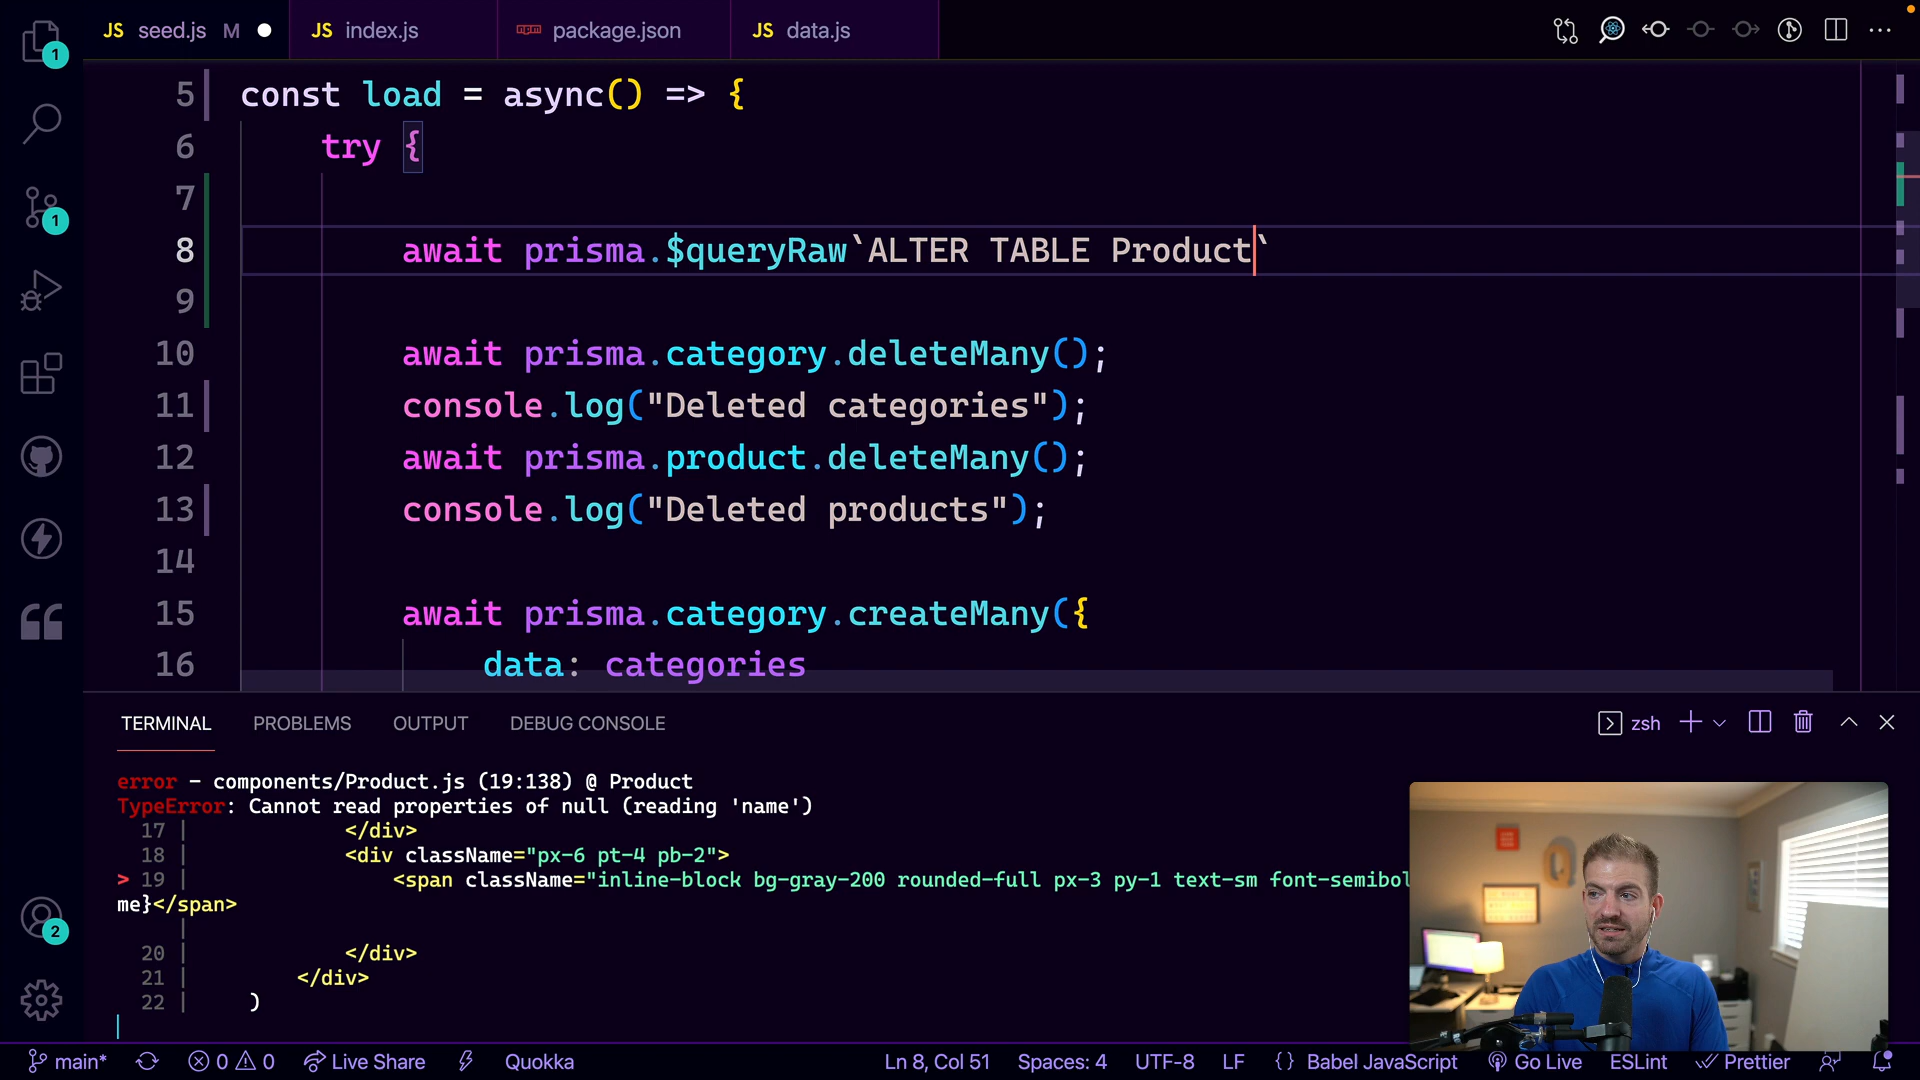 JS seed.js M
JS index.js
package.json
JS data.js
1
1
2
5 const load = async() => {
6 try {
7
8 await prisma.$queryRaw`ALTER TABLE Product`
9
10 await prisma.category.deleteMany();
11 console.log("Deleted categories");
12 await prisma.product.deleteMany();
13 console.log("Deleted products");
14
15 await prisma.category.createMany({
16 data: categories
TERMINAL PROBLEMS OUTPUT DEBUG CONSOLE zsh
error - components/Product.js (19:138) @ Product
TypeError: Cannot read properties of null (reading 'name')
17 | </div>
18 | <div className="px-6 pt-4 pb-2">
> 19 | <span className="inline-block bg-gray-200 rounded-full px-3 py-1 text-sm font-semibol
me}</span>
|
20 | </div>
21 | </div>
22 | )
main* 0 0 Live Share Quokka Ln 8, Col 51 Spaces: 4 UTF-8 LF {} Babel JavaScript Go Live ESLint Prettier